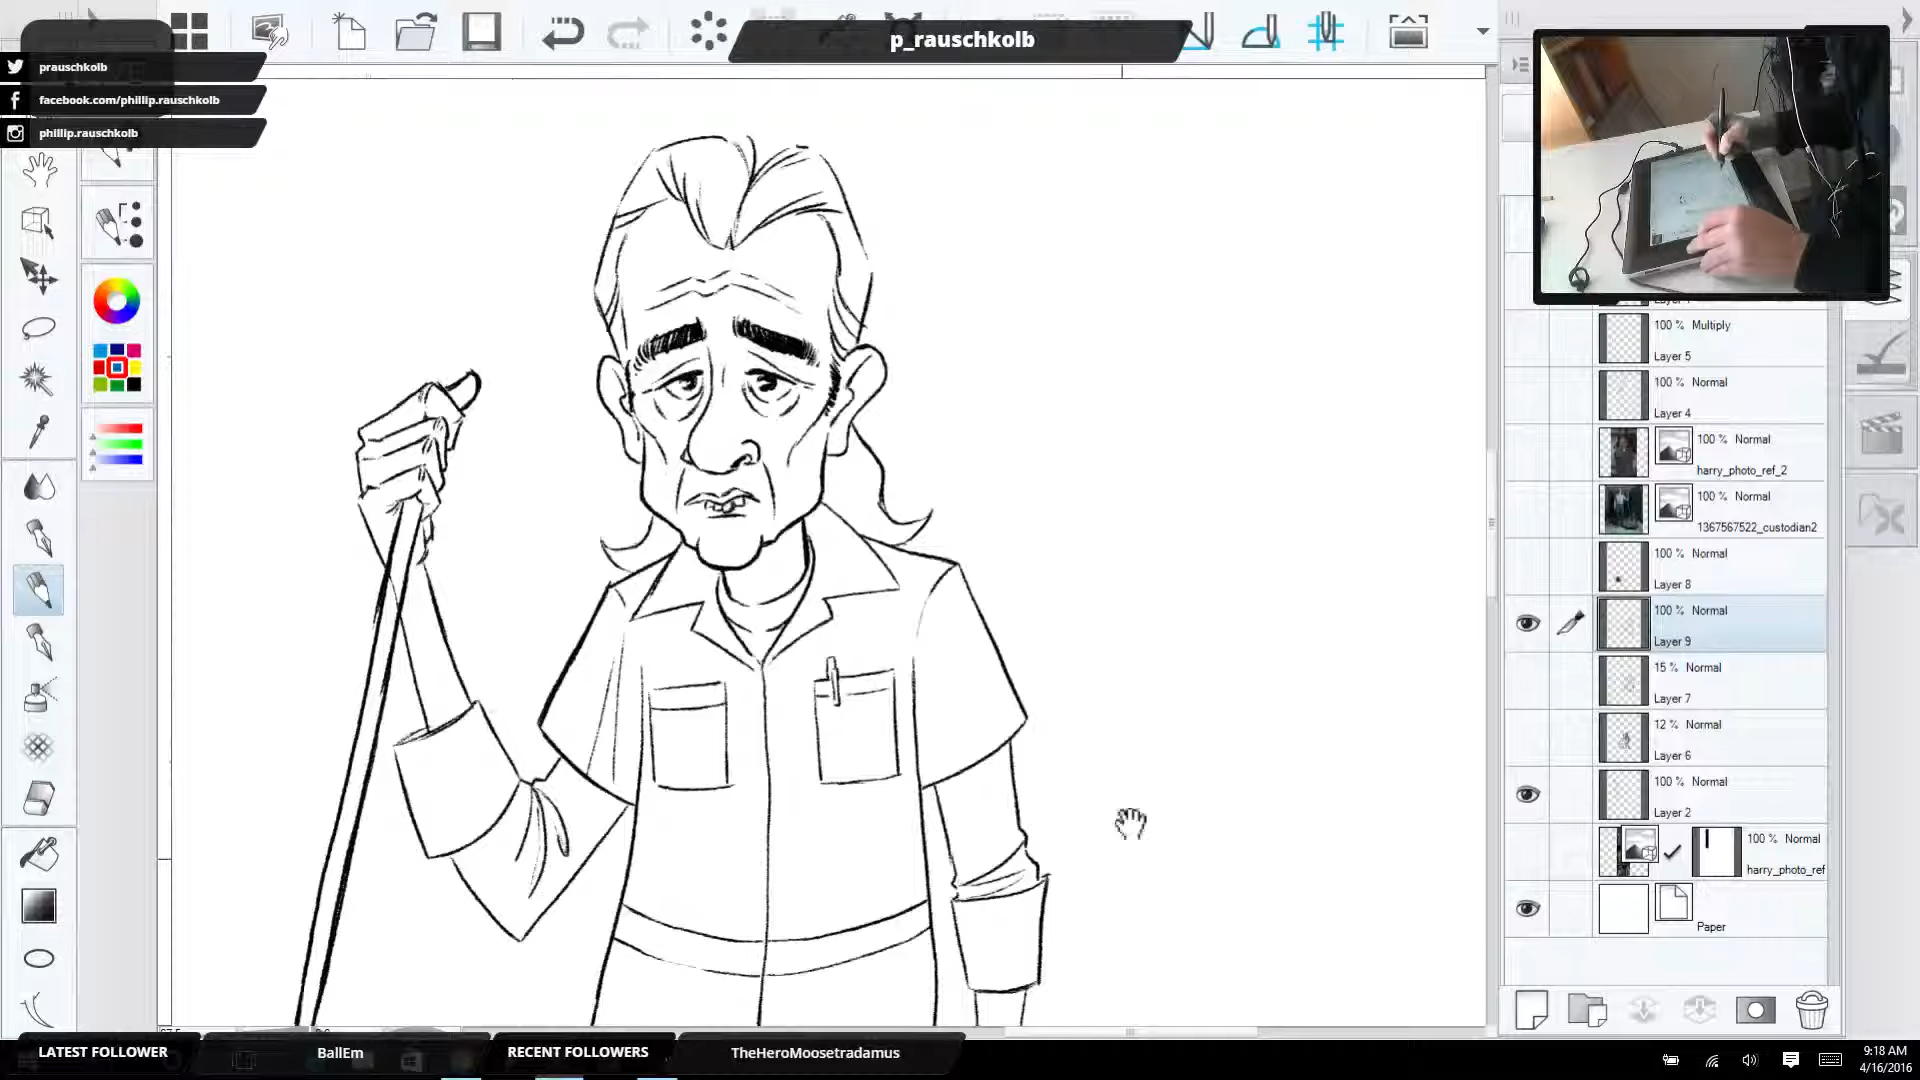 p_rauschkolb
prauschkolb
facebook.com/phillip.rauschkolb
phillip.rauschkolb
100 % Multiply
Layer 5
100 % Normal
Layer 4
100 % Normal
harry_photo_ref_2
100 % Normal
1367567522_custodian2
100 % Normal
Layer 8
100 % Normal
Layer 9
15 % Normal
Layer 7
12 % Normal
Layer 6
100 % Normal
Layer 2
100 % Normal
harry_photo_ref
Paper
LATEST FOLLOWER
BallEm
RECENT FOLLOWERS
TheHeroMoosetradamus
9:18 AM
4/16/2016